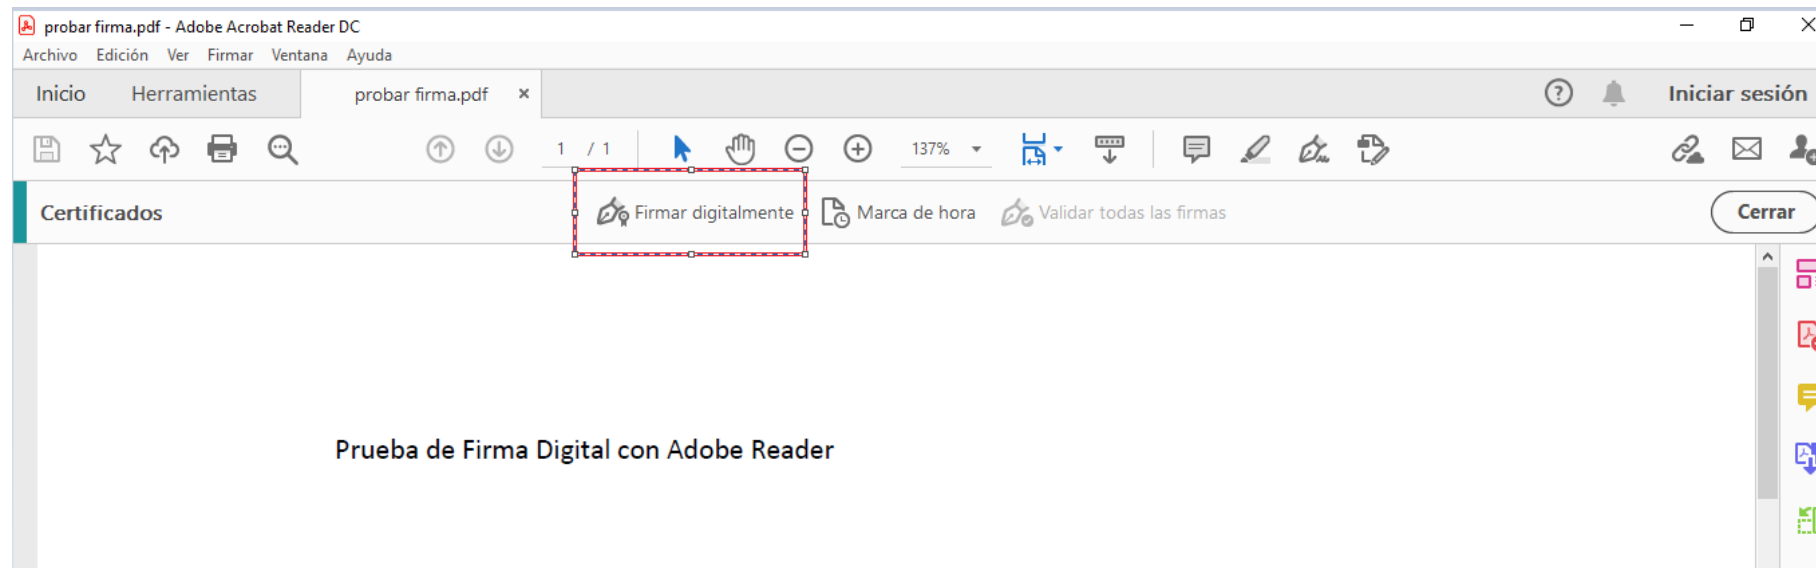 probar firma.pdf - Adobe Acrobat Reader DC
Archivo Edición Ver Firmar Ventana Ayuda
Inicio Herramientas probar firma.pdf × ? Iniciar sesión
1 / 1 137%
Certificados Firmar digitalmente Marca de hora Validar todas las firmas Cerrar
Prueba de Firma Digital con Adobe Reader